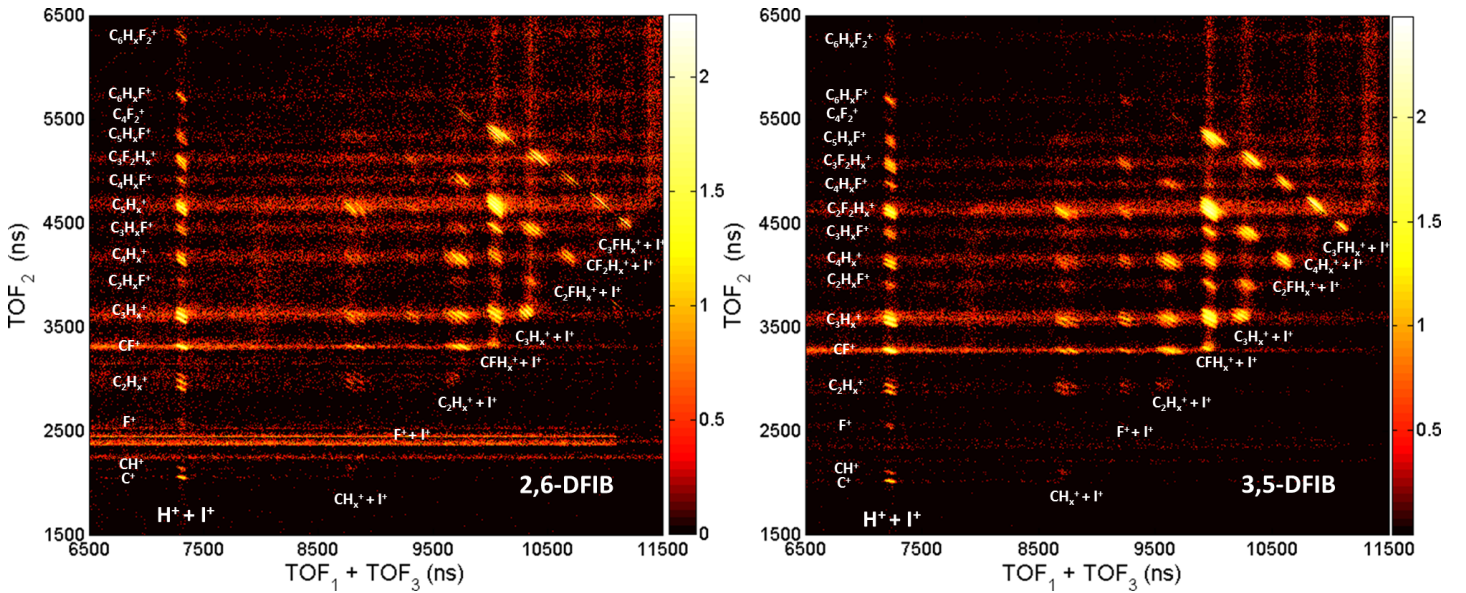 6500
C₆HₓF₂⁺
C₆HₓF⁺
5500
C₄F₂⁺
C₅HₓF⁺
C₃F₂Hₓ⁺
C₄HₓF⁺
4500
C₅Hₓ⁺
C₃HₓF⁺
C₄Hₓ⁺
C₂HₓF⁺
3500
C₃Hₓ⁺
CF⁺
C₂Hₓ⁺
F⁺
2500
CH⁺
C⁺
1500
TOF₂ (ns)
C₃FHₓ⁺ + I⁺
CF₂Hₓ⁺ + I⁺
C₂FHₓ⁺ + I⁺
C₃Hₓ⁺ + I⁺
CFHₓ⁺ + I⁺
C₂Hₓ⁺ + I⁺
F⁺ + I⁺
CHₓ⁺ + I⁺
H⁺ + I⁺
2,6-DFIB
6500 7500 8500 9500 10500 11500
TOF₁ + TOF₃ (ns)
2
1.5
1
0.5
0
6500
C₆HₓF₂⁺
C₆HₓF⁺
5500
C₄F₂⁺
C₅HₓF⁺
C₃F₂Hₓ⁺
C₄HₓF⁺
4500
C₂F₂Hₓ⁺
C₃HₓF⁺
C₄Hₓ⁺
C₂HₓF⁺
3500
C₃Hₓ⁺
CF⁺
C₂Hₓ⁺
F⁺
2500
CH⁺
C⁺
1500
TOF₂ (ns)
C₃FHₓ⁺ + I⁺
C₄Hₓ⁺ + I⁺
C₂FHₓ⁺ + I⁺
C₃Hₓ⁺ + I⁺
CFHₓ⁺ + I⁺
C₂Hₓ⁺ + I⁺
F⁺ + I⁺
CHₓ⁺ + I⁺
H⁺ + I⁺
3,5-DFIB
6500 7500 8500 9500 10500 11500
TOF₁ + TOF₃ (ns)
2
1.5
1
0.5